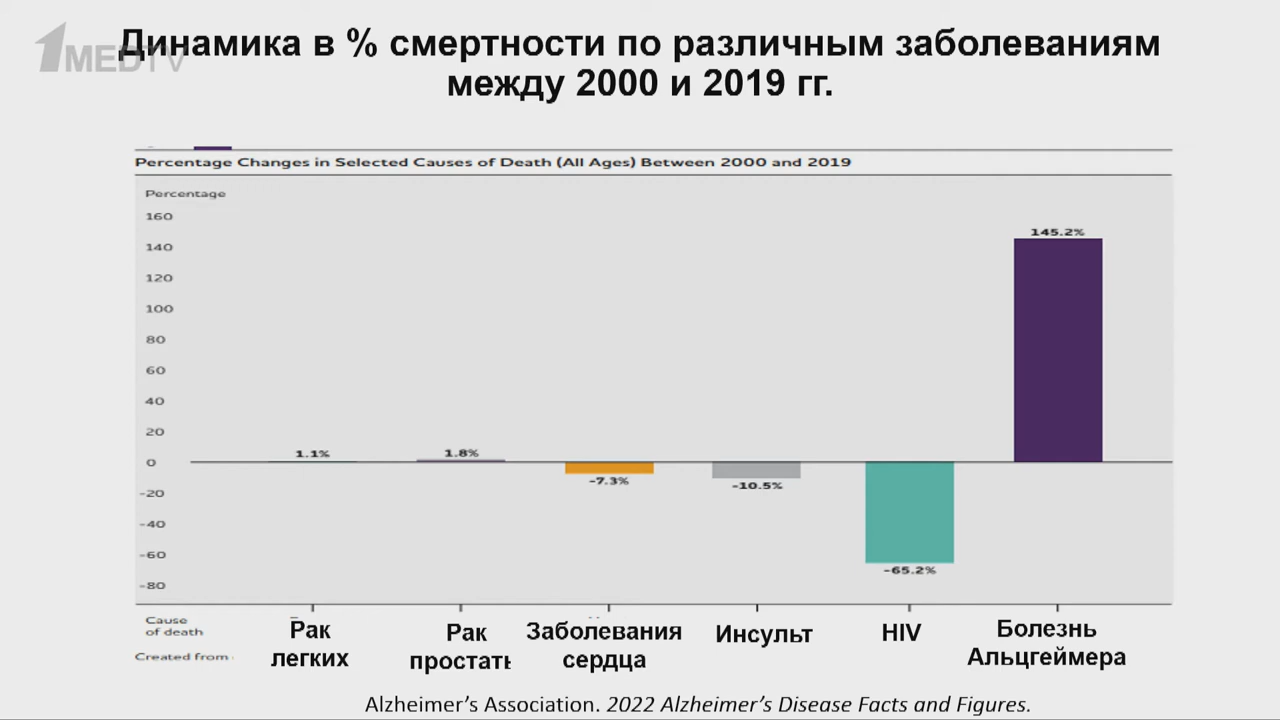 1MEDTV
Динамика в % смертности по различным заболеваниям
между 2000 и 2019 гг.
Percentage Changes in Selected Causes of Death (All Ages) Between 2000 and 2019
Percentage
160
140
120
100
80
60
40
20
0
-20
-40
-60
-80
1.1%
1.8%
-7.3%
-10.5%
-65.2%
145.2%
Cause
of death
Рак
легких
Рак
простать
Заболевания
сердца
Инсульт
HIV
Болезнь
Альцгеймера
Created from
Alzheimer's Association. 2022 Alzheimer's Disease Facts and Figures.